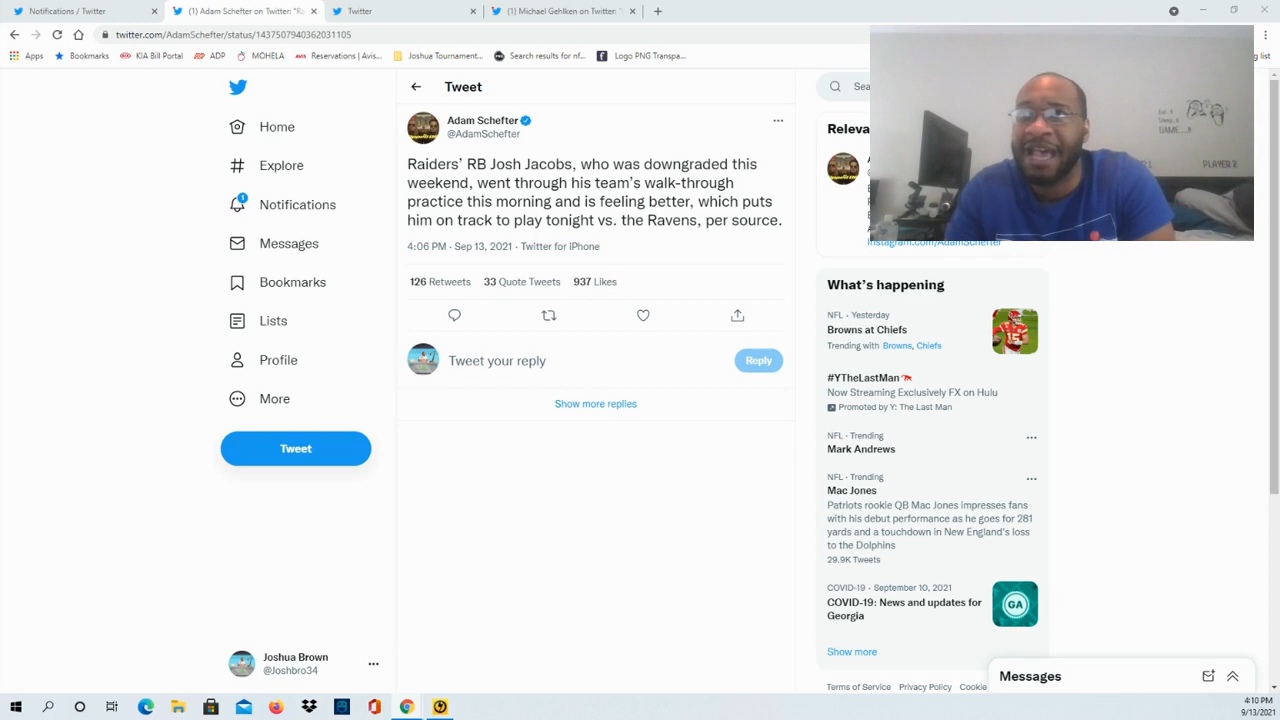 Notifications / Twitter
(1) Adam Schefter on Twitter: "Ra
Twitter
(1) Michael Gehlken on Twitter: "
twitter.com/AdamSchefter/status/1437507940362031105
Apps
Bookmarks
KIA Bill Portal
ADP
MOHELA
Reservations | Avis...
Joshua Tournament...
Search results for nf...
Logo PNG Transpa...
g list
Tweet
Sea
Adam Schefter
@AdamSchefter
Raiders' RB Josh Jacobs, who was downgraded this
weekend, went through his team's walk-through
practice this morning and is feeling better, which puts
him on track to play tonight vs. the Ravens, per source.
4:06 PM · Sep 13, 2021 · Twitter for iPhone
126 Retweets 33 Quote Tweets 937 Likes
Tweet your reply
Reply
Show more replies
Home
Explore
1
Notifications
Messages
Bookmarks
Lists
Profile
More
Tweet
Joshua Brown
@Joshbro34
Releva
instagram.com/AdamSchefter
GAME
PLAYER 2
What's happening
NFL · Yesterday
Browns at Chiefs
Trending with Browns, Chiefs
#YTheLastMan
Now Streaming Exclusively FX on Hulu
Promoted by Y: The Last Man
NFL · Trending
Mark Andrews
NFL · Trending
Mac Jones
Patriots rookie QB Mac Jones impresses fans
with his debut performance as he goes for 281
yards and a touchdown in New England's loss
to the Dolphins
29.9K Tweets
COVID-19 · September 10, 2021
COVID-19: News and updates for
Georgia
GA
Show more
Terms of Service Privacy Policy Cookie
Messages
4:10 PM
9/13/2021